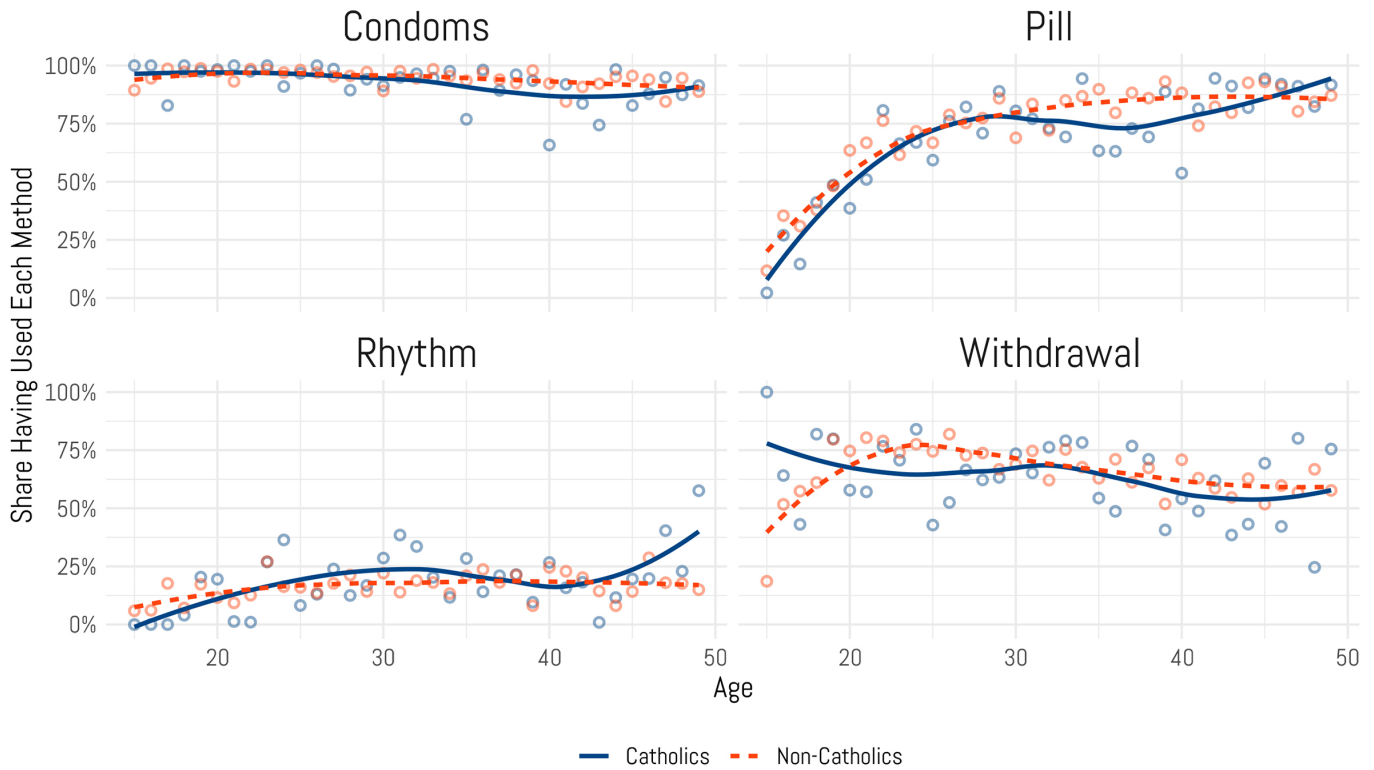 Condoms
Pill
100%
75%
50%
25%
0%
Share Having Used Each Method
Rhythm
Withdrawal
100%
75%
50%
25%
0%
20 30 40 50
20 30 40 50
Age
Catholics Non-Catholics